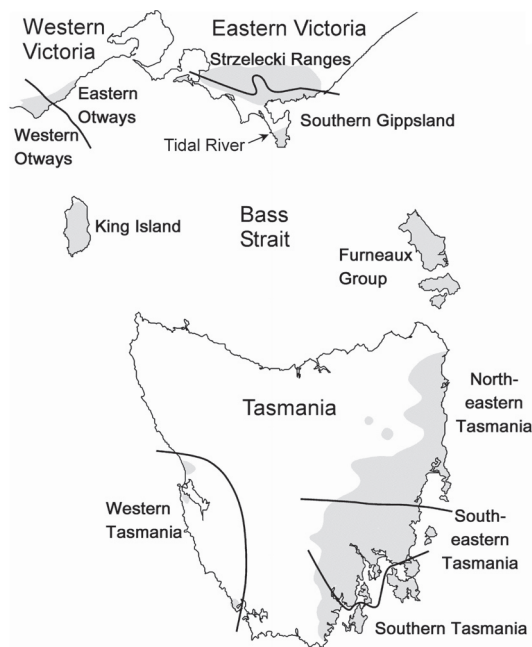 Western
Victoria
Eastern Victoria
Strzelecki Ranges
Eastern
Otways
Western
Otways
Southern Gippsland
Tidal River
King Island
Bass
Strait
Furneaux
Group
Tasmania
North-
eastern
Tasmania
Western
Tasmania
South-
eastern
Tasmania
Southern Tasmania